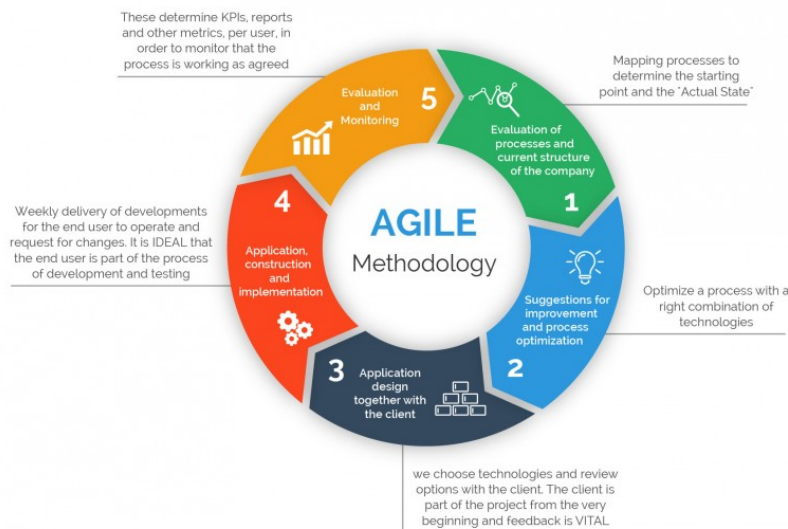 These determine KPIs, reports
and other metrics, per user, in
order to monitor that the
process is working as agreed
Mapping processes to
determine the starting
point and the "Actual State"
5
Evaluation
and
Monitoring
Evaluation of
processes and
current structure
of the company
1
AGILE
Methodology
Weekly delivery of developments
for the end user to operate and
request for changes. It is IDEAL that
the end user is part of the process
of development and testing
4
Application,
construction
and
implementation
Suggestions for
improvement
and process
optimization
2
Optimize a process with a
right combination of
technologies
3
Application
design
together with
the client
we choose technologies and review
options with the client. The client is
part of the project from the very
beginning and feedback is VITAL